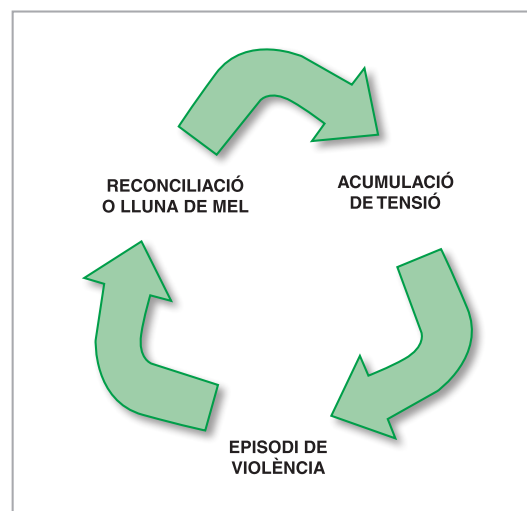 RECONCILIACIÓ
O LLUNA DE MEL
ACUMULACIÓ
DE TENSIÓ
EPISODI DE
VIOLÈNCIA